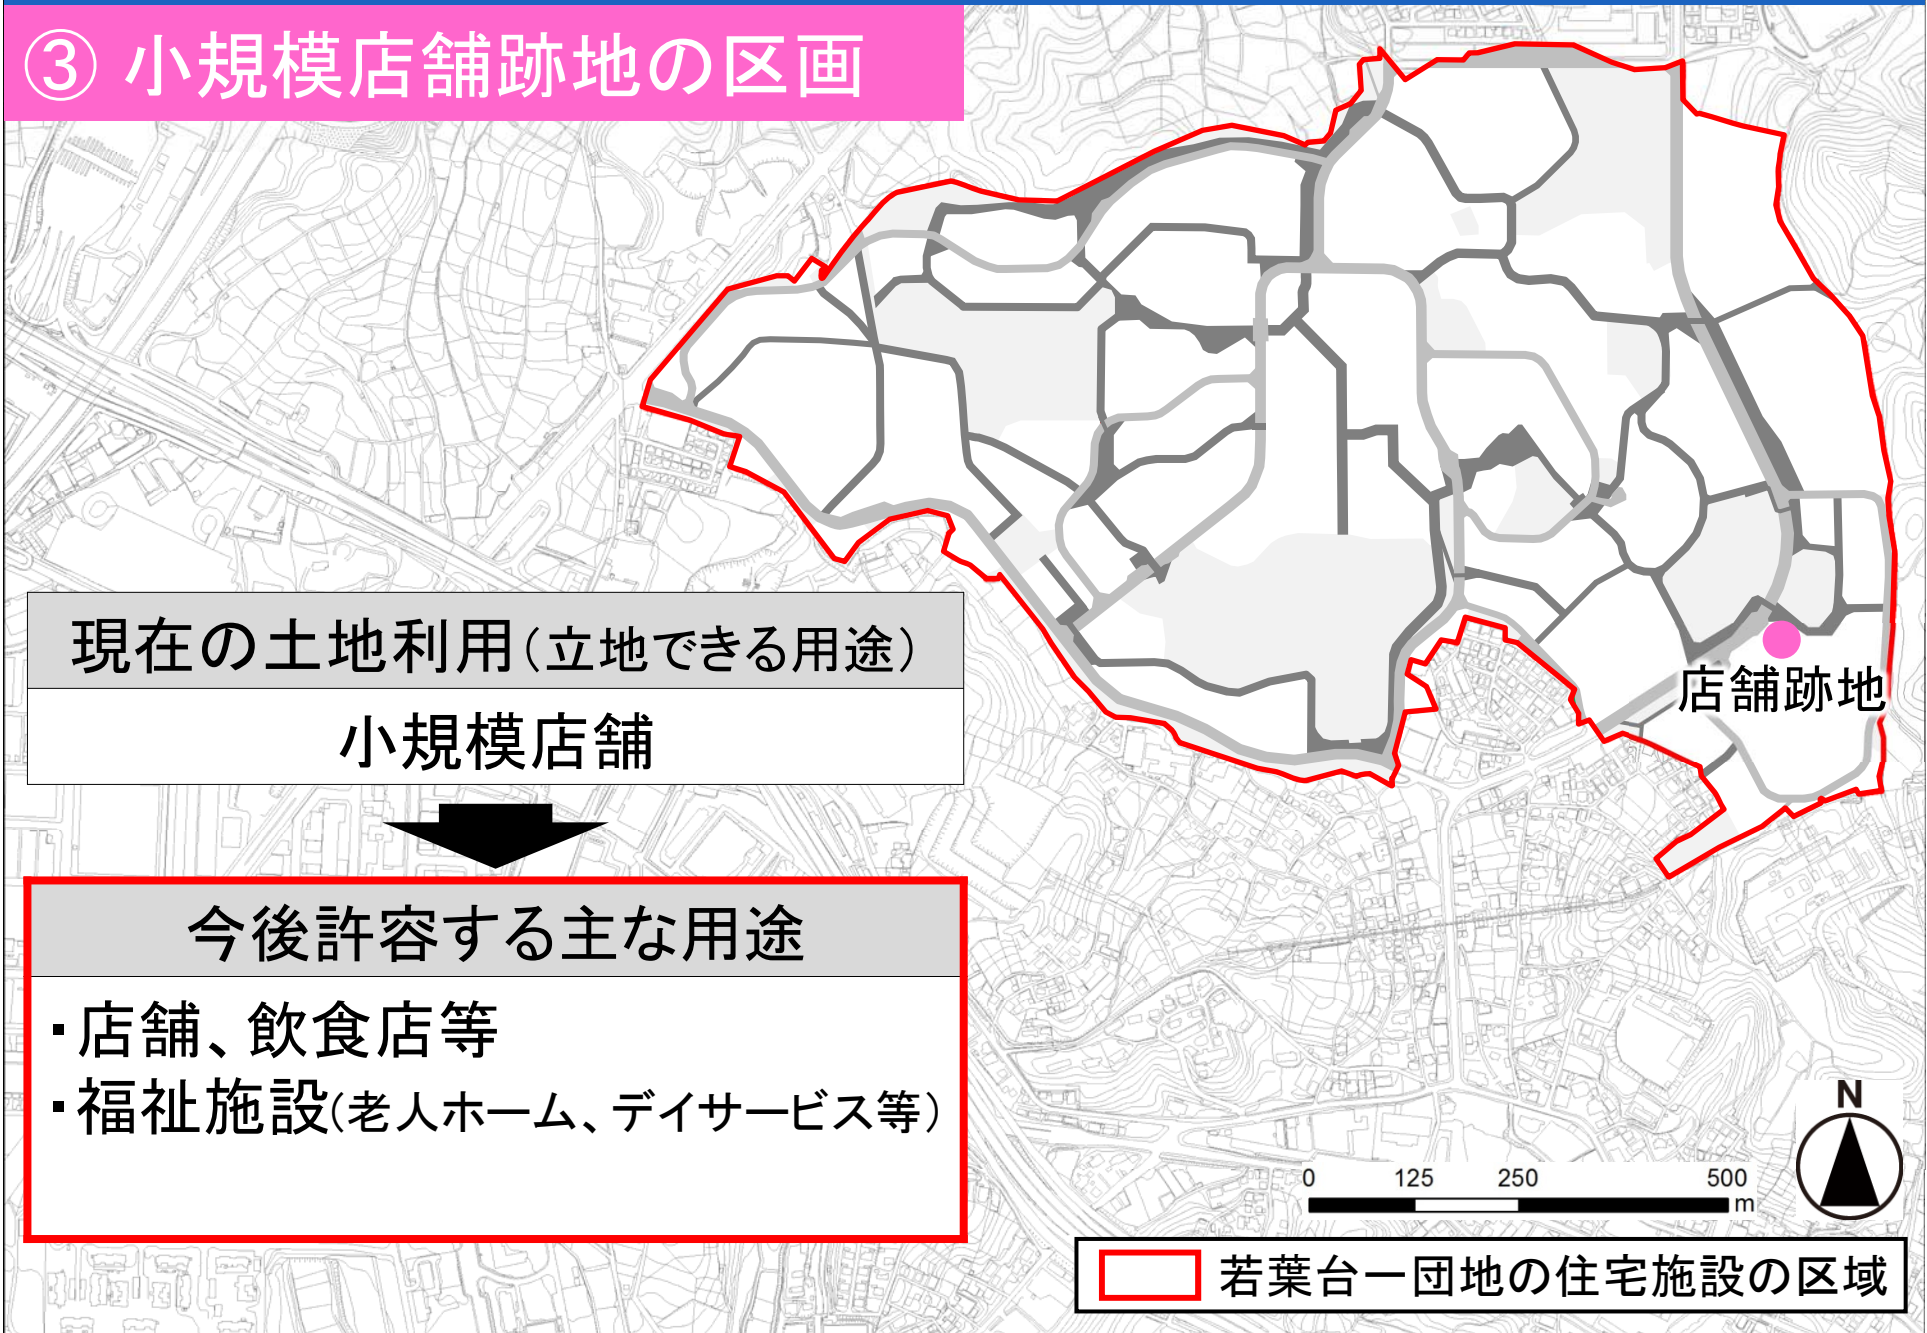 ③ 小規模店舗跡地の区画
現在の土地利用（立地できる用途）
小規模店舗
今後許容する主な用途
・店舗、飲食店等
・福祉施設（老人ホーム、デイサービス等）
店舗跡地
N
0 125 250 500
m
若葉台一団地の住宅施設の区域